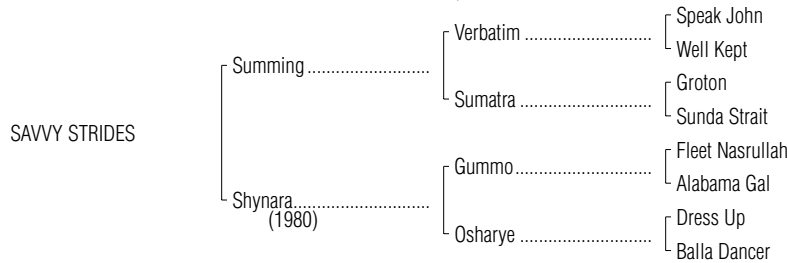 Speak John
Verbatim ..............................
Well Kept
Summing ..........................
Groton
Sumatra ................................
Sunda Strait
SAVVY STRIDES
Fleet Nasrullah
Gummo ................................
Alabama Gal
Shynara .............................
(1980)
Dress Up
Osharye ...............................
Balla Dancer